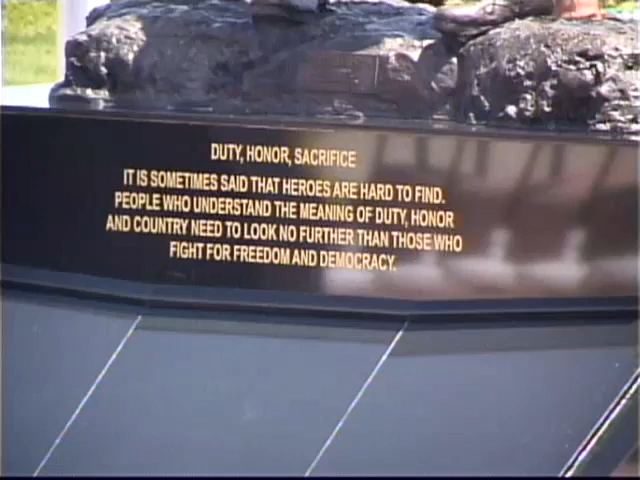 DUTY, HONOR, SACRIFICE
IT IS SOMETIMES SAID THAT HEROES ARE HARD TO FIND.
PEOPLE WHO UNDERSTAND THE MEANING OF DUTY, HONOR
AND COUNTRY NEED TO LOOK NO FURTHER THAN THOSE WHO
FIGHT FOR FREEDOM AND DEMOCRACY.